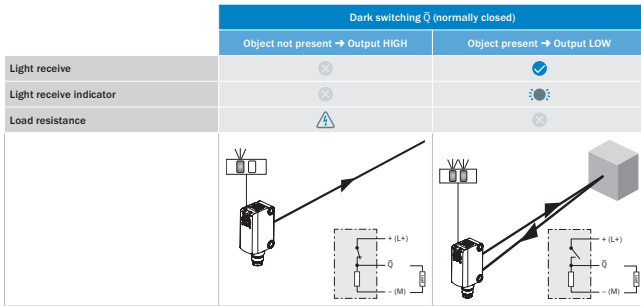 Dark switching Q̅ (normally closed)
Object not present ➔ Output HIGH
Object present ➔ Output LOW
Light receive
Light receive indicator
Load resistance
+ (L+)
Q̅
− (M)
+ (L+)
Q̅
− (M)